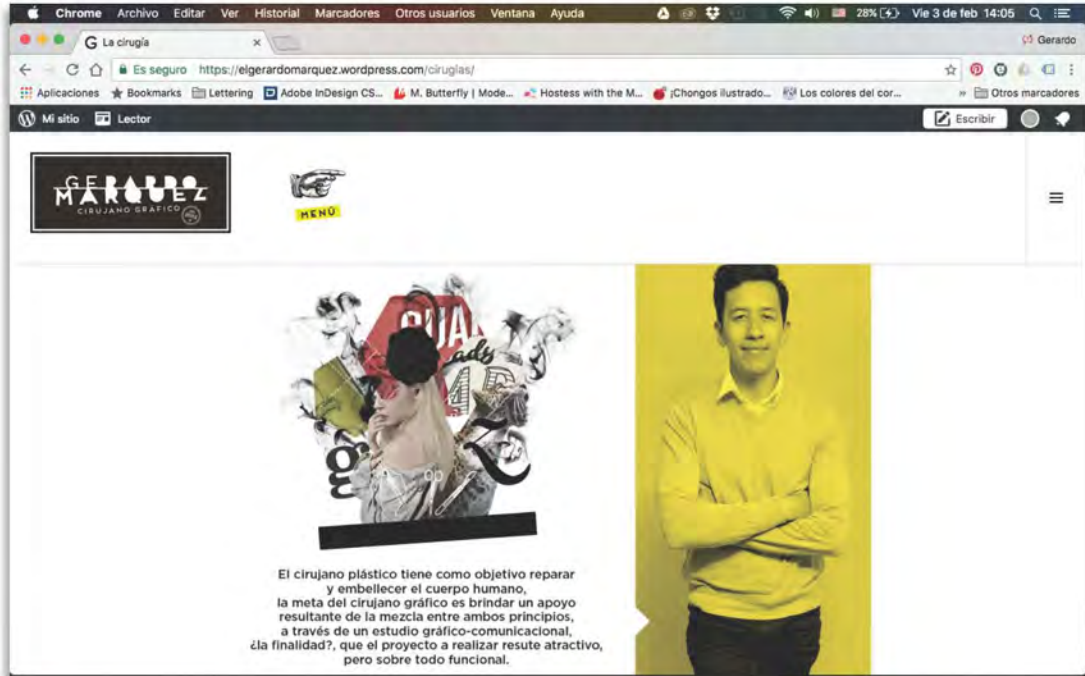 Chrome Archivo Editar Ver Historial Marcadores Otros usuarios Ventana Ayuda 28% Vie 3 de feb 14:05
La cirugía Gerardo
Es seguro https://elgerardomarquez.wordpress.com/cirugias/
Aplicaciones Bookmarks Lettering Adobe InDesign CS... M. Butterfly | Mode... Hostess with the M... ¡Chongos ilustrado... Los colores del cor... » Otros marcadores
Mi sitio Lector Escribir
GERARDO
MARQUEZ
CIRUJANO GRÁFICO
MENÚ
GUA
ady
g
El cirujano plástico tiene como objetivo reparar
y embellecer el cuerpo humano,
la meta del cirujano gráfico es brindar un apoyo
resultante de la mezcla entre ambos principios,
a través de un estudio gráfico-comunicacional,
¿la finalidad?, que el proyecto a realizar resute atractivo,
pero sobre todo funcional.